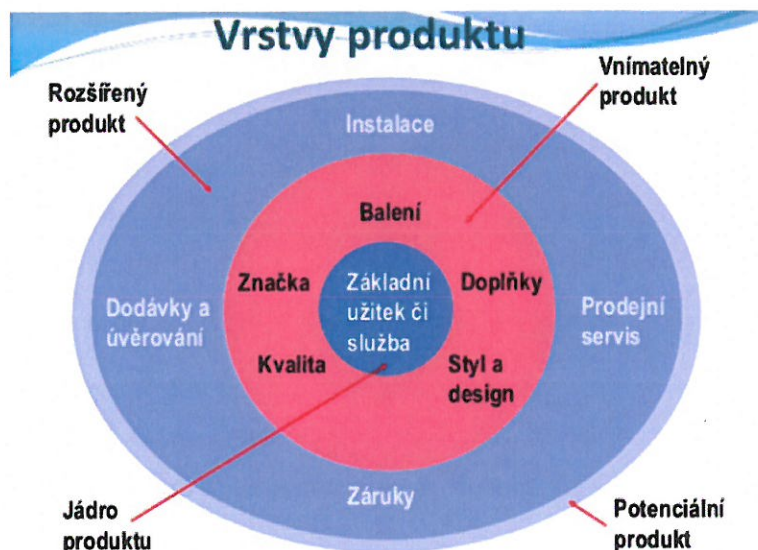 Vrstvy produktu
Rozšířený
produkt
Vnímatelný
produkt
Instalace
Balení
Značka
Základní
užitek či
služba
Doplňky
Dodávky a
úvěrování
Prodejní
servis
Kvalita
Styl a
design
Záruky
Jádro
produktu
Potenciální
produkt